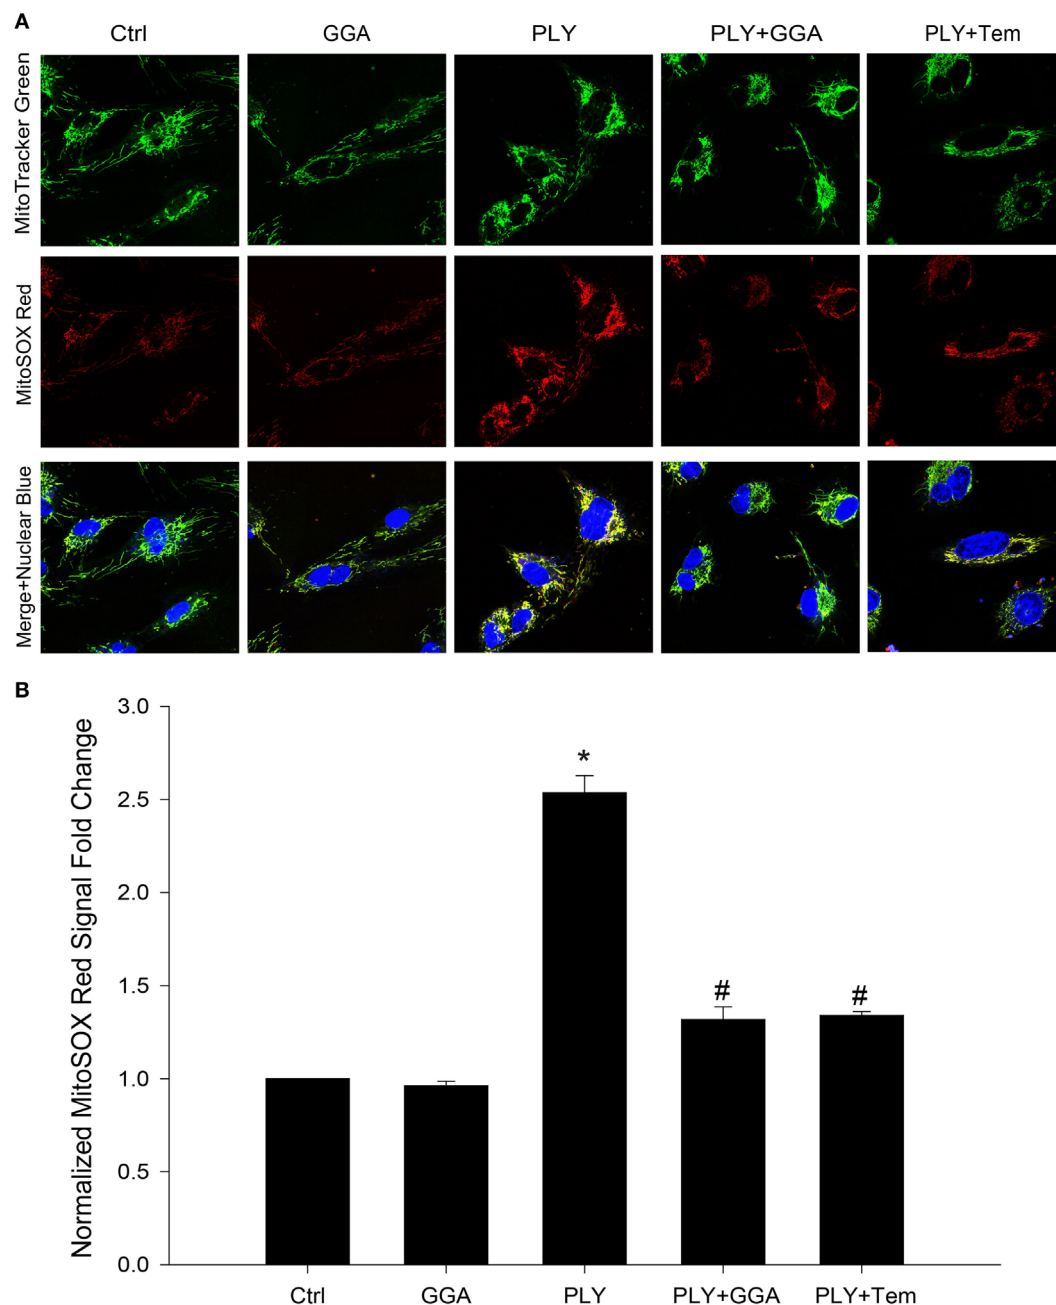 A
Ctrl GGA PLY PLY+GGA PLY+Tem
MitoTracker Green
MitoSOX Red
Merge+Nuclear Blue
B
Normalized MitoSOX Red Signal Fold Change
3.0
2.5
2.0
1.5
1.0
0.5
0.0
*
#
#
Ctrl GGA PLY PLY+GGA PLY+Tem